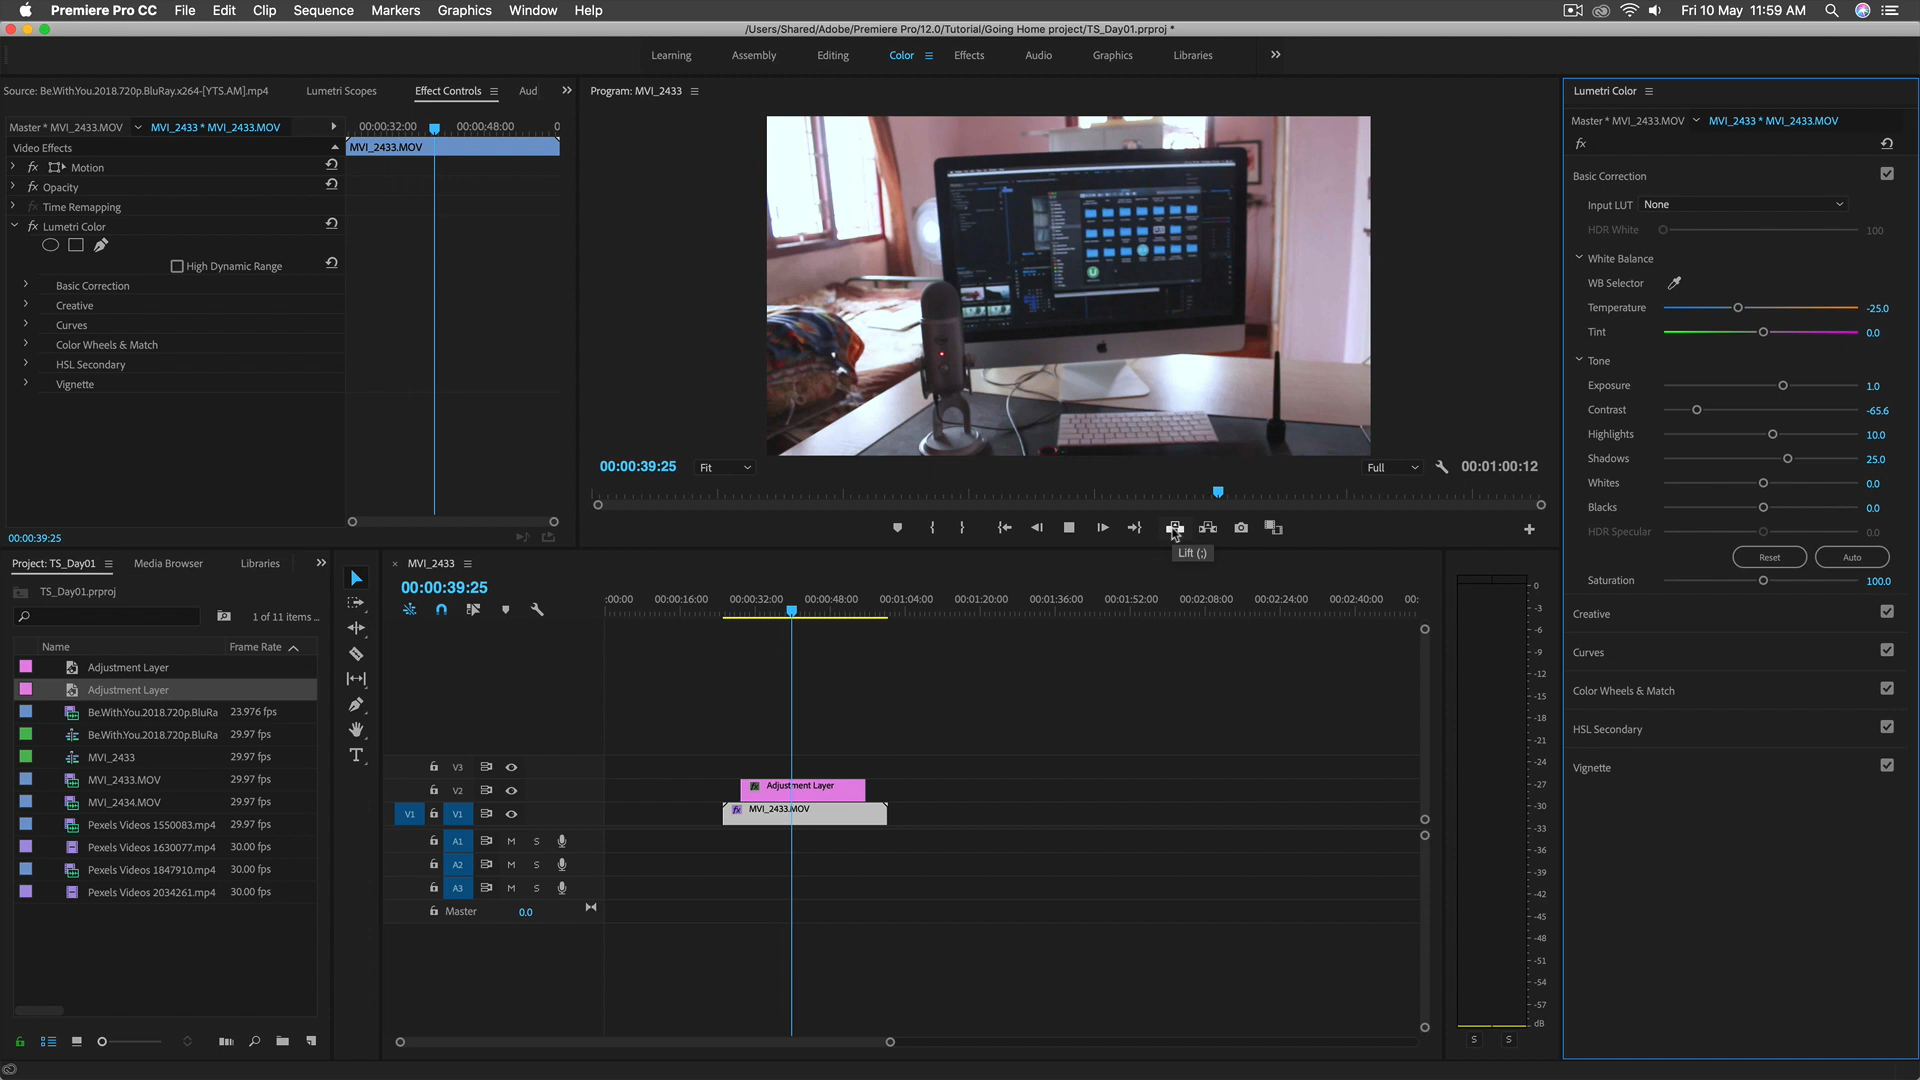 Premiere Pro CC File Edit Clip Sequence Markers Graphics Window Help Fri 10 May 11:59 AM
/Users/Shared/Adobe/Premiere Pro/12.0/Tutorial/Going Home project/TS_Day01.prproj *
Learning Assembly Editing Color Effects Audio Graphics Libraries
Source: Be.With.You.2018.720p.BluRay.x264-[YTS.AM].mp4 Lumetri Scopes Effect Controls Aud
Master * MVI_2433.MOV MVI_2433 * MVI_2433.MOV
00:00:32:00 00:00:48:00 0
Video Effects
MVI_2433.MOV
fx Motion
fx Opacity
fx Time Remapping
fx Lumetri Color
High Dynamic Range
Basic Correction
Creative
Curves
Color Wheels & Match
HSL Secondary
Vignette
00:00:39:25
Program: MVI_2433
00:00:39:25 Fit Full 00:01:00:12
Lift (;)
Lumetri Color
Master * MVI_2433.MOV MVI_2433 * MVI_2433.MOV
fx
Basic Correction
Input LUT None
HDR White 100
White Balance
WB Selector
Temperature -25.0
Tint 0.0
Tone
Exposure 1.0
Contrast -65.6
Highlights 10.0
Shadows 25.0
Whites 0.0
Blacks 0.0
HDR Specular 0.0
Reset Auto
Saturation 100.0
Creative
Curves
Color Wheels & Match
HSL Secondary
Vignette
Project: TS_Day01 Media Browser Libraries
TS_Day01.prproj
1 of 11 items ...
Name Frame Rate
Adjustment Layer
Adjustment Layer
Be.With.You.2018.720p.BluRa 23.976 fps
Be.With.You.2018.720p.BluRa 29.97 fps
MVI_2433 29.97 fps
MVI_2433.MOV 29.97 fps
MVI_2434.MOV 29.97 fps
Pexels Videos 1550083.mp4 29.97 fps
Pexels Videos 1630077.mp4 30.00 fps
Pexels Videos 1847910.mp4 30.00 fps
Pexels Videos 2034261.mp4 30.00 fps
T
× MVI_2433
00:00:39:25
:00:00 00:00:16:00 00:00:32:00 00:00:48:00 00:01:04:00 00:01:20:00 00:01:36:00 00:01:52:00 00:02:08:00 00:02:24:00 00:02:40:00 00:
V3
V2 fx Adjustment Layer
V1 V1 fx MVI_2433.MOV
A1 M S
A2 M S
A3 M S
Master 0.0
0
-3
-6
-9
-12
-15
-18
-21
-24
-27
-30
-33
-36
-39
-42
-45
-48
-51
-54
-57
dB
S S